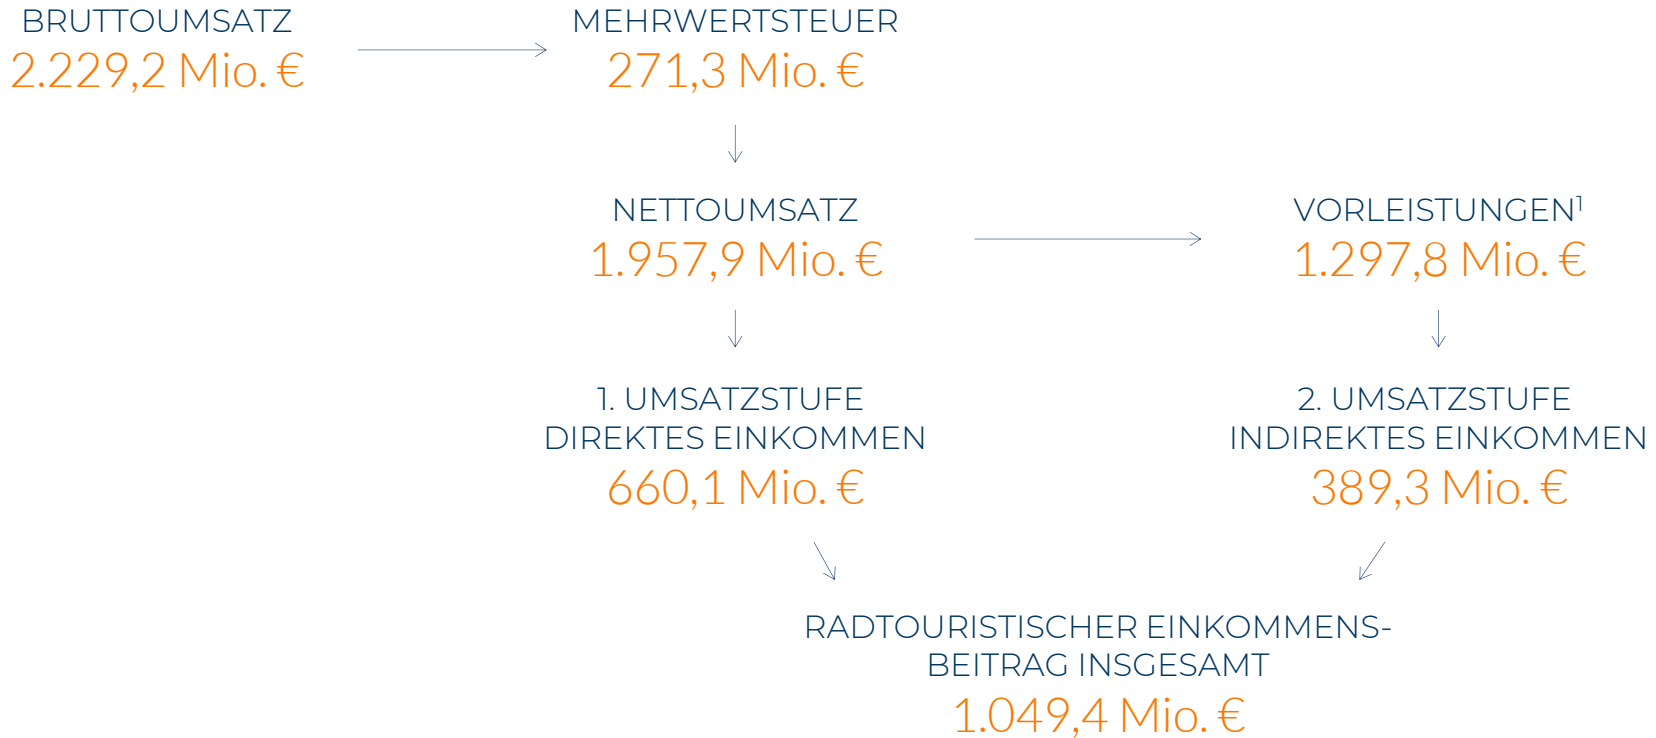 BRUTTOUMSATZ
2.229,2 Mio. €
MEHRWERTSTEUER
271,3 Mio. €
NETTOUMSATZ
1.957,9 Mio. €
VORLEISTUNGEN¹
1.297,8 Mio. €
1. UMSATZSTUFE
DIREKTES EINKOMMEN
660,1 Mio. €
2. UMSATZSTUFE
INDIREKTES EINKOMMEN
389,3 Mio. €
RADTOURISTISCHER EINKOMMENS-
BEITRAG INSGESAMT
1.049,4 Mio. €